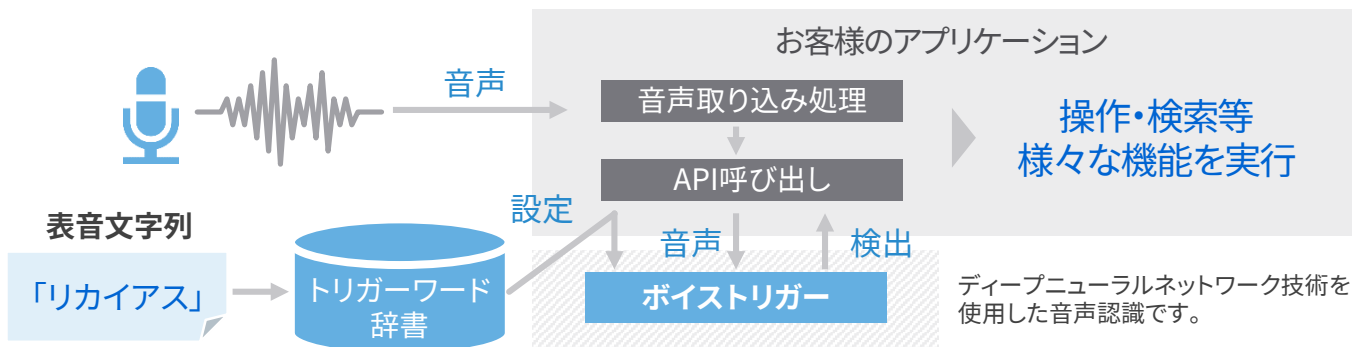 お客様のアプリケーション
音声
音声取り込み処理
操作・検索等
様々な機能を実行
API呼び出し
設定
表音文字列
音声
検出
「リカイアス」
トリガーワード
辞書
ボイストリガー
ディープニューラルネットワーク技術を
使用した音声認識です。